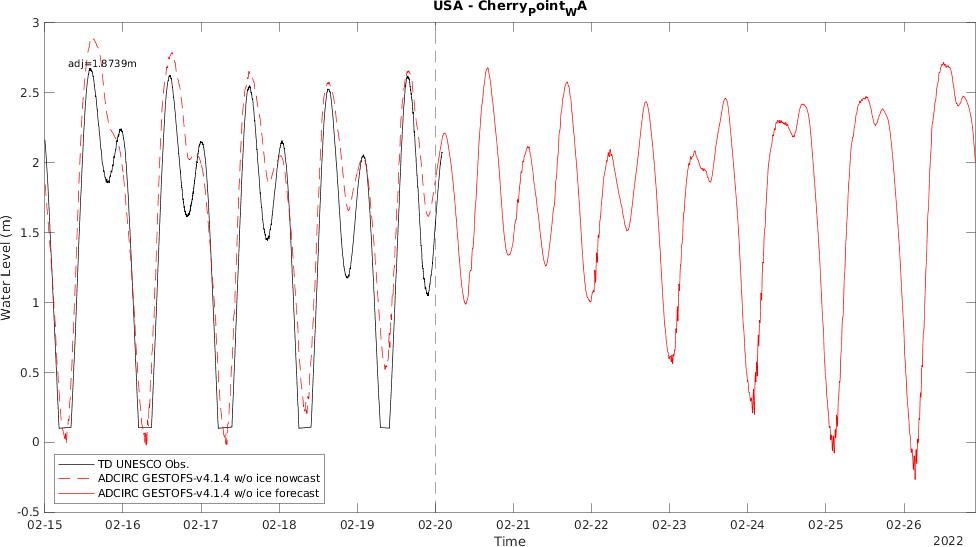 USA - CherryPointWA
3
adj=1.8739m
2.5
2
1.5
Water Level (m)
1
0.5
0
TD UNESCO Obs.
ADCIRC GESTOFS-v4.1.4 w/o ice nowcast
ADCIRC GESTOFS-v4.1.4 w/o ice forecast
-0.5
02-15 02-16 02-17 02-18 02-19 02-20 02-21 02-22 02-23 02-24 02-25 02-26
Time
2022